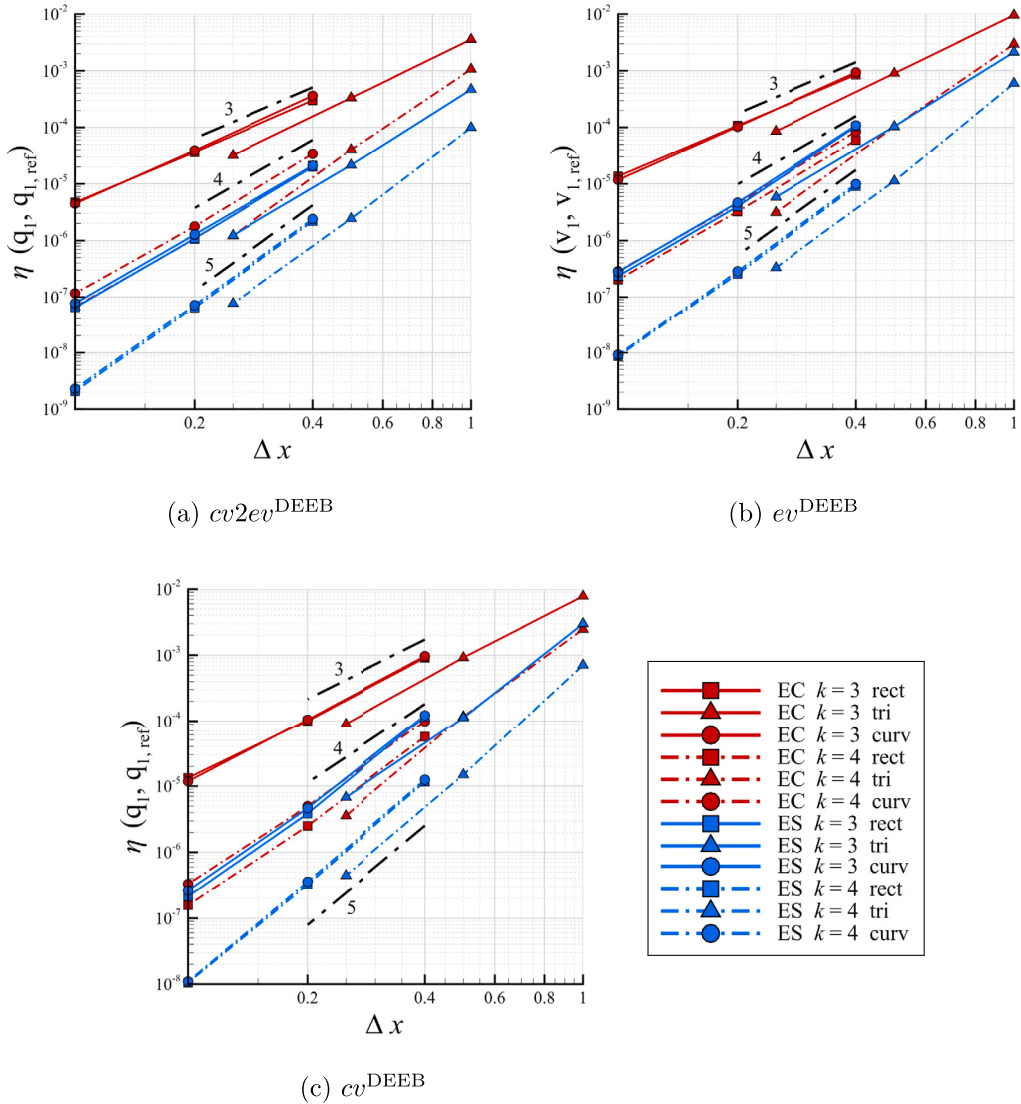 10⁻² 10⁻³ 10⁻⁴ 10⁻⁵ 10⁻⁶ 10⁻⁷ 10⁻⁸ 10⁻⁹
η (q₁, q₁, ref)
3
4
5
0.2 0.4 0.6 0.8 1
Δ x
(a) cv2ev^DEEB
10⁻² 10⁻³ 10⁻⁴ 10⁻⁵ 10⁻⁶ 10⁻⁷ 10⁻⁸ 10⁻⁹
η (v₁, v₁, ref)
3
4
5
0.2 0.4 0.6 0.8 1
Δ x
(b) ev^DEEB
10⁻² 10⁻³ 10⁻⁴ 10⁻⁵ 10⁻⁶ 10⁻⁷ 10⁻⁸
η (q₁, q₁, ref)
3
4
5
0.2 0.4 0.6 0.8 1
Δ x
(c) cv^DEEB
EC k = 3 rect
EC k = 3 tri
EC k = 3 curv
EC k = 4 rect
EC k = 4 tri
EC k = 4 curv
ES k = 3 rect
ES k = 3 tri
ES k = 3 curv
ES k = 4 rect
ES k = 4 tri
ES k = 4 curv